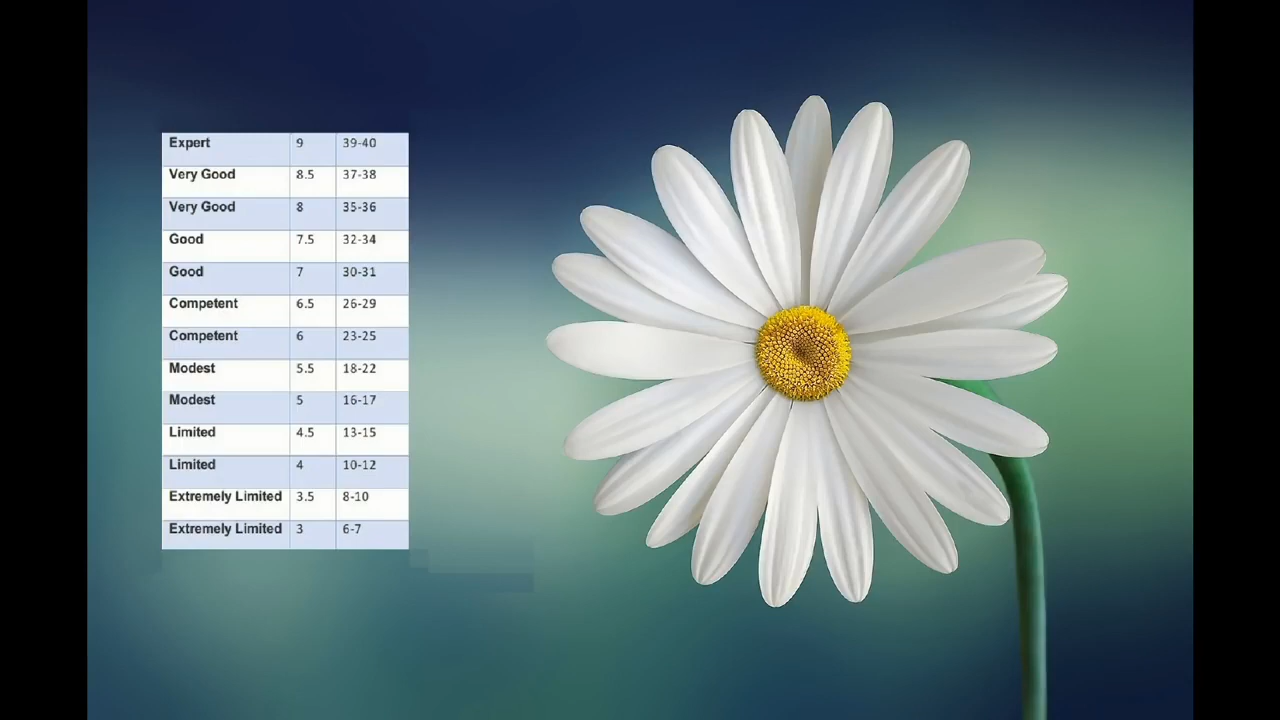 Expert 9 39-40
Very Good 8.5 37-38
Very Good 8 35-36
Good 7.5 32-34
Good 7 30-31
Competent 6.5 26-29
Competent 6 23-25
Modest 5.5 18-22
Modest 5 16-17
Limited 4.5 13-15
Limited 4 10-12
Extremely Limited 3.5 8-10
Extremely Limited 3 6-7